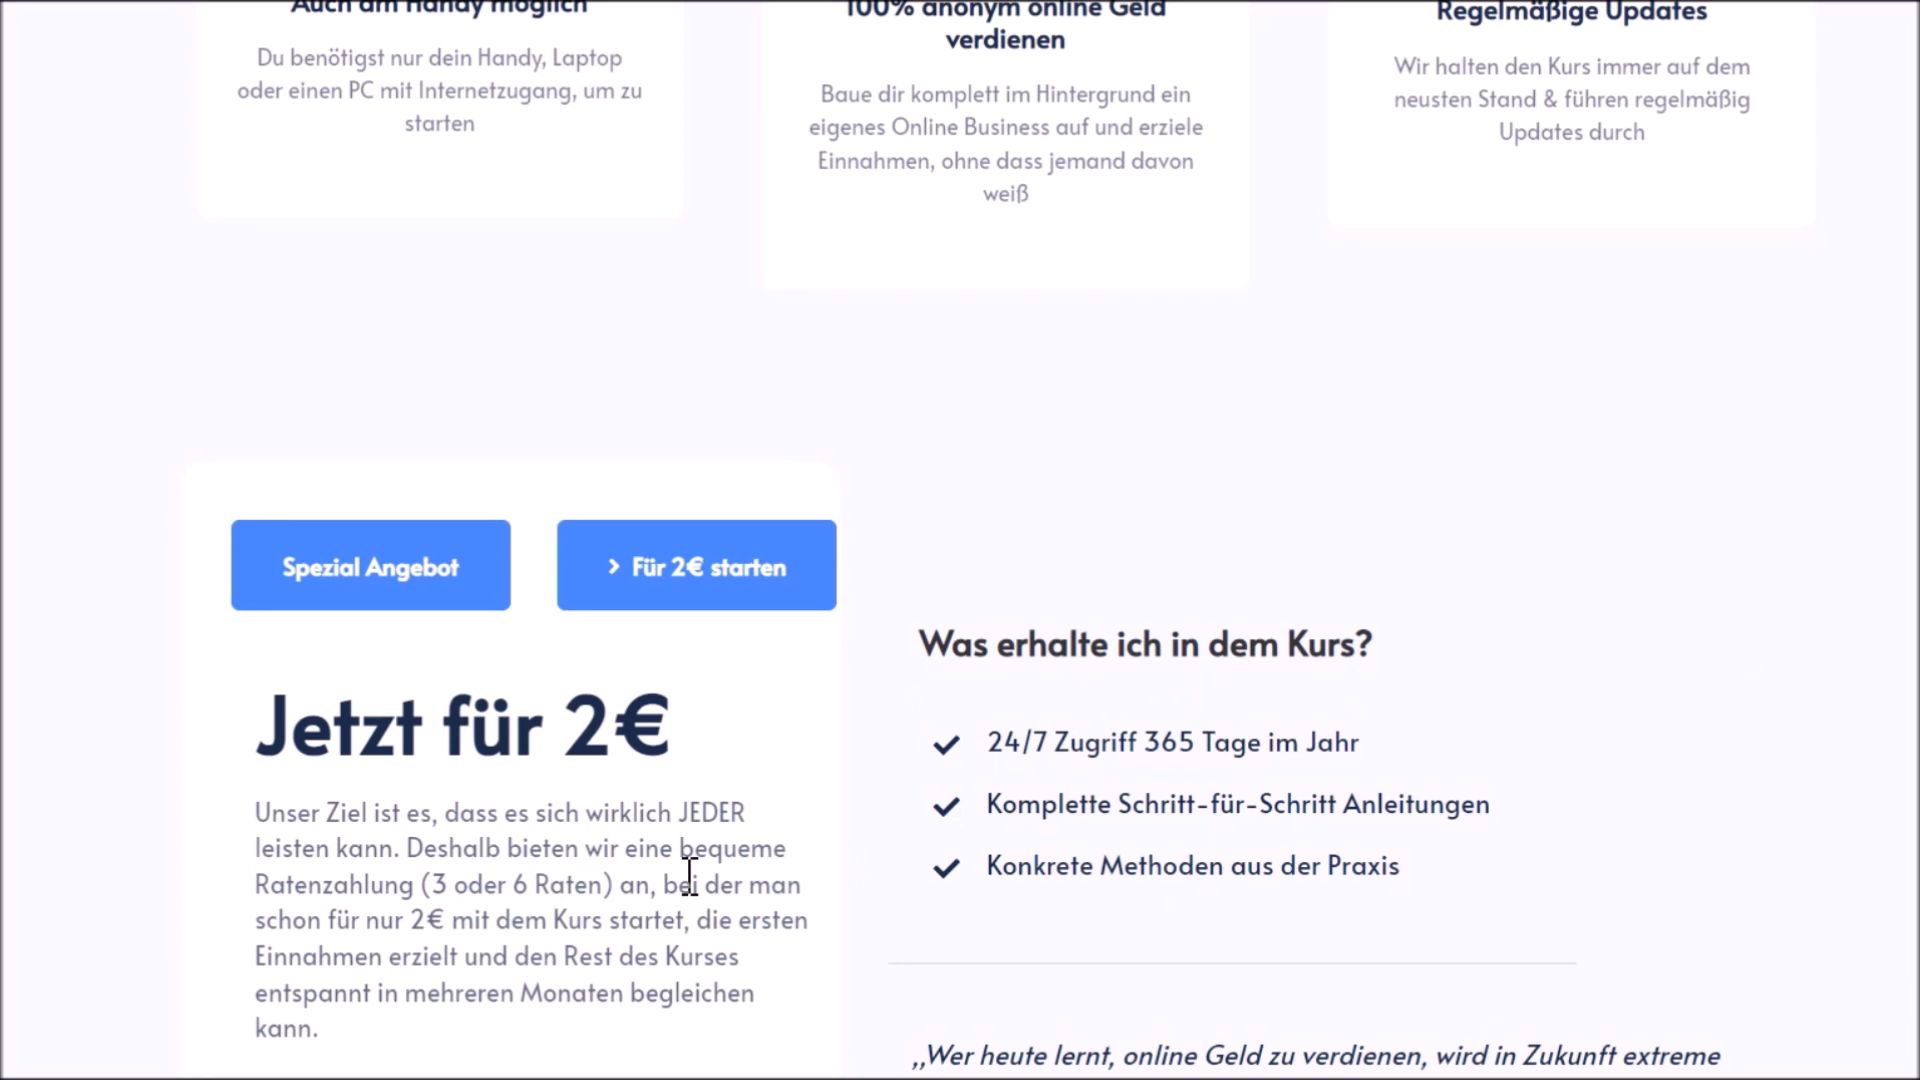 Auch am Handy möglich
Du benötigst nur dein Handy, Laptop
oder einen PC mit Internetzugang, um zu
starten
100% anonym online Geld
verdienen
Baue dir komplett im Hintergrund ein
eigenes Online Business auf und erziele
Einnahmen, ohne dass jemand davon
weiß
Regelmäßige Updates
Wir halten den Kurs immer auf dem
neusten Stand & führen regelmäßig
Updates durch
Spezial Angebot
Für 2€ starten
Jetzt für 2€
Unser Ziel ist es, dass es sich wirklich JEDER
leisten kann. Deshalb bieten wir eine bequeme
Ratenzahlung (3 oder 6 Raten) an, bei der man
schon für nur 2€ mit dem Kurs startet, die ersten
Einnahmen erzielt und den Rest des Kurses
entspannt in mehreren Monaten begleichen
kann.
Was erhalte ich in dem Kurs?
24/7 Zugriff 365 Tage im Jahr
Komplette Schritt-für-Schritt Anleitungen
Konkrete Methoden aus der Praxis
,,Wer heute lernt, online Geld zu verdienen, wird in Zukunft extreme